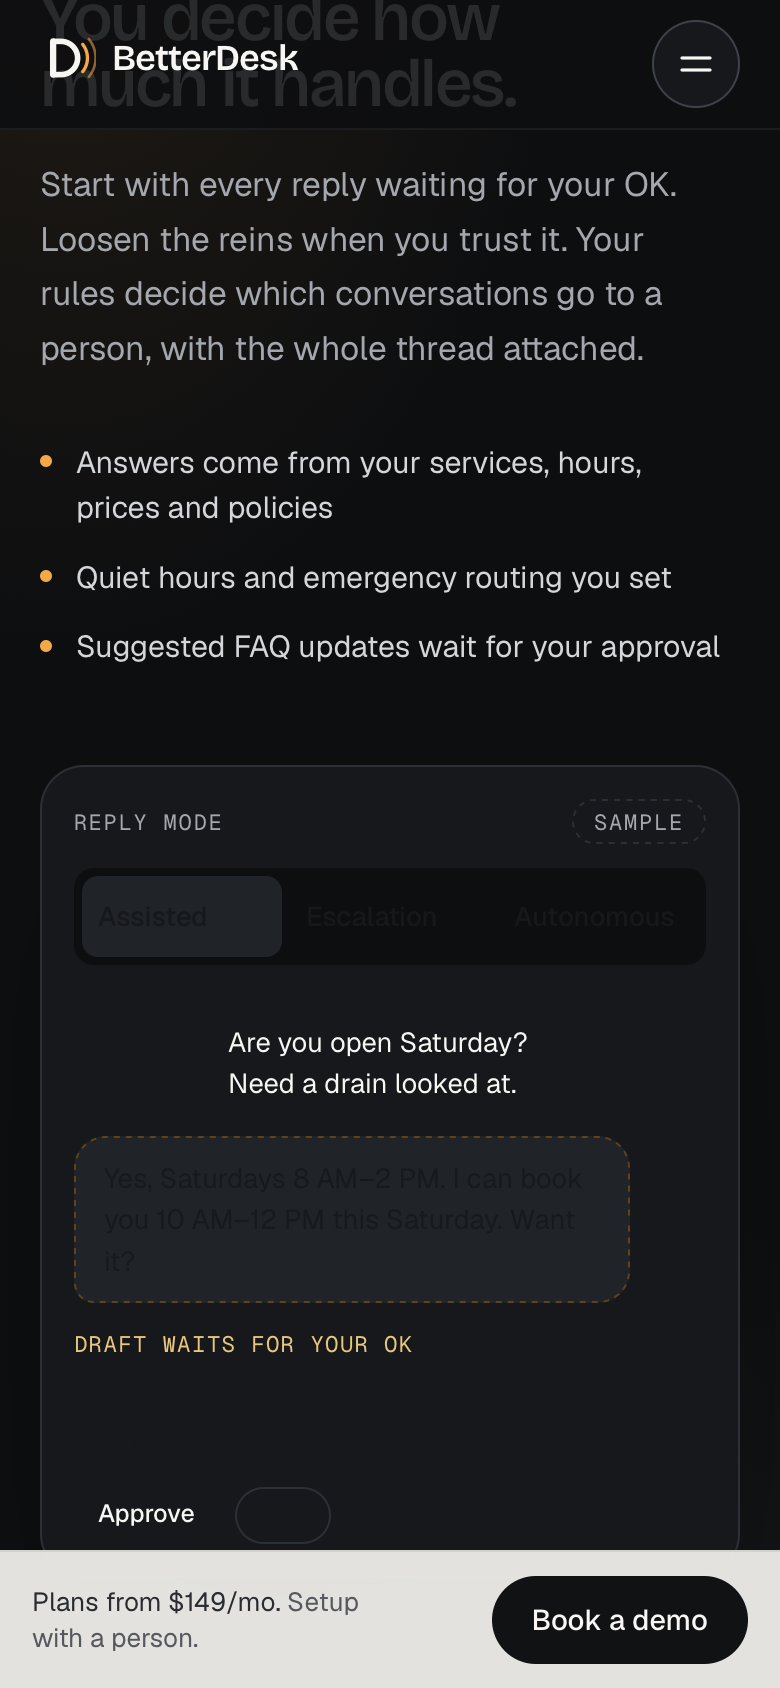 You decide how
BetterDesk
much it handles.
Start with every reply waiting for your OK.
Loosen the reins when you trust it. Your
rules decide which conversations go to a
person, with the whole thread attached.
Answers come from your services, hours,
prices and policies
Quiet hours and emergency routing you set
Suggested FAQ updates wait for your approval
REPLY MODE
SAMPLE
Assisted
Escalation
Autonomous
Are you open Saturday?
Need a drain looked at.
Yes, Saturdays 8 AM–2 PM. I can book
you 10 AM–12 PM this Saturday. Want
it?
DRAFT WAITS FOR YOUR OK
Approve
Plans from $149/mo. Setup
with a person.
Book a demo